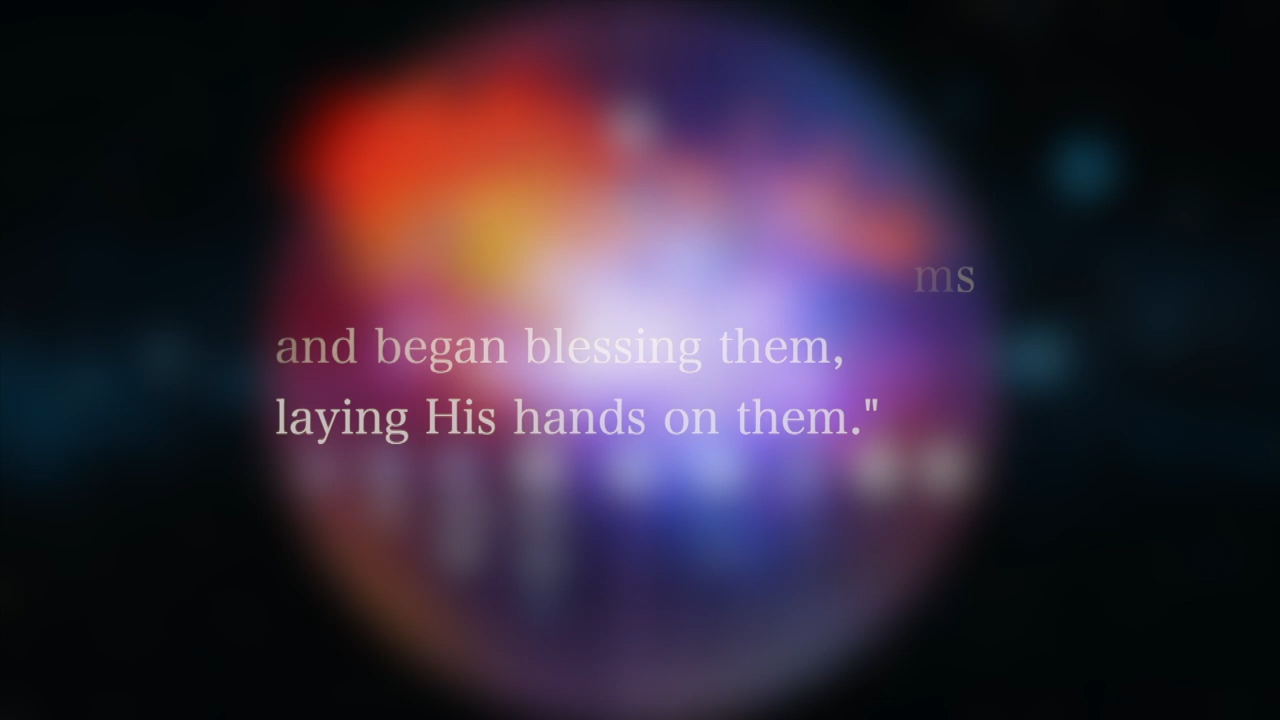 ms
and began blessing them,
laying His hands on them."